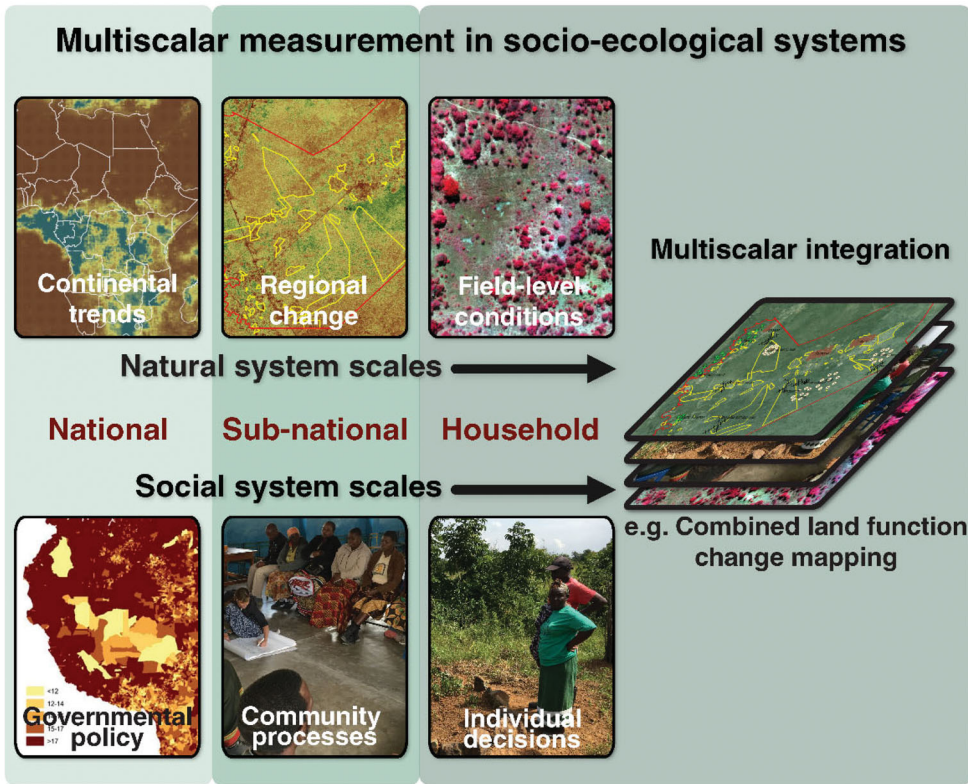 Multiscalar measurement in socio-ecological systems
Continental
trends
Regional
change
Field-level
conditions
Natural system scales
National
Sub-national
Household
Social system scales
Multiscalar integration
e.g. Combined land function
change mapping
<12
12-14
15-17
>17
Governmental
policy
Community
processes
Individual
decisions